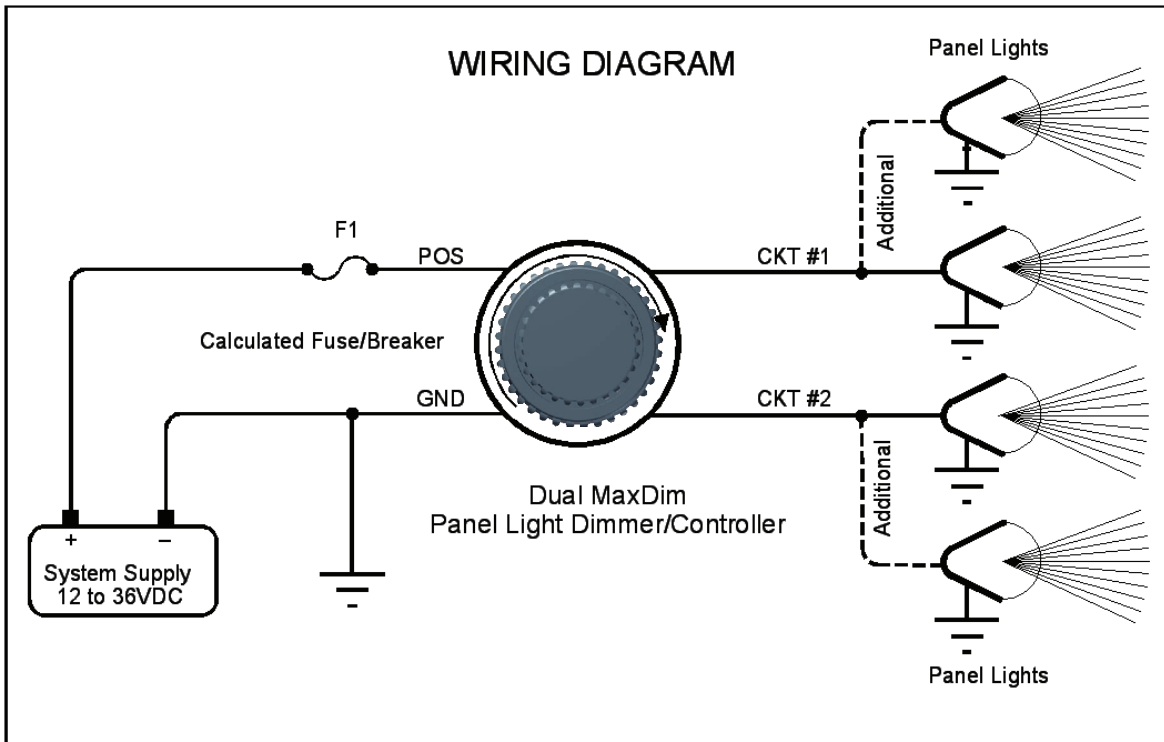 WIRING DIAGRAM
Panel Lights
Additional
F1
POS
CKT #1
Calculated Fuse/Breaker
GND
CKT #2
Dual MaxDim
Panel Light Dimmer/Controller
Additional
+ –
System Supply
12 to 36VDC
Panel Lights